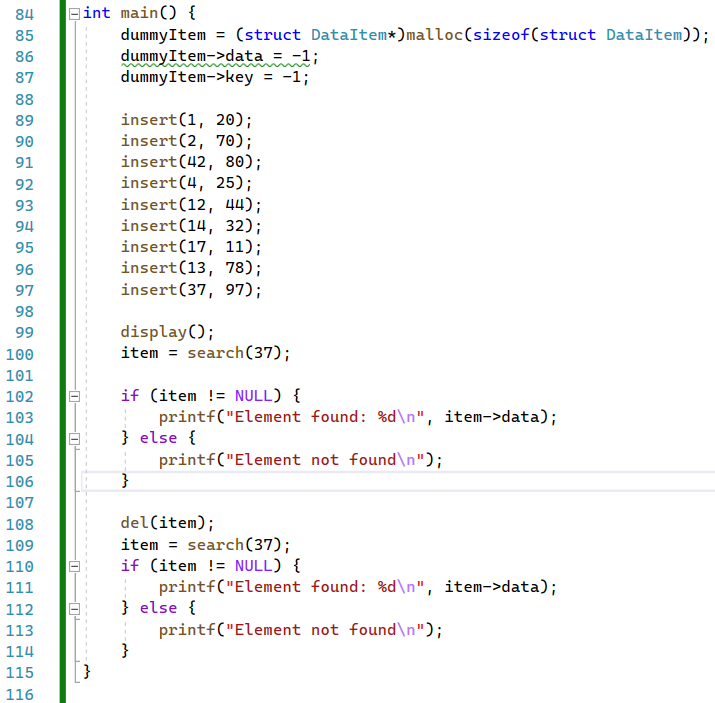 84 int main() {
85     dummyItem = (struct DataItem*)malloc(sizeof(struct DataItem));
86     dummyItem->data = -1;
87     dummyItem->key = -1;
88
89     insert(1, 20);
90     insert(2, 70);
91     insert(42, 80);
92     insert(4, 25);
93     insert(12, 44);
94     insert(14, 32);
95     insert(17, 11);
96     insert(13, 78);
97     insert(37, 97);
98
99     display();
100     item = search(37);
101
102     if (item != NULL) {
103         printf("Element found: %d\n", item->data);
104     } else {
105         printf("Element not found\n");
106     }
107
108     del(item);
109     item = search(37);
110     if (item != NULL) {
111         printf("Element found: %d\n", item->data);
112     } else {
113         printf("Element not found\n");
114     }
115 }
116